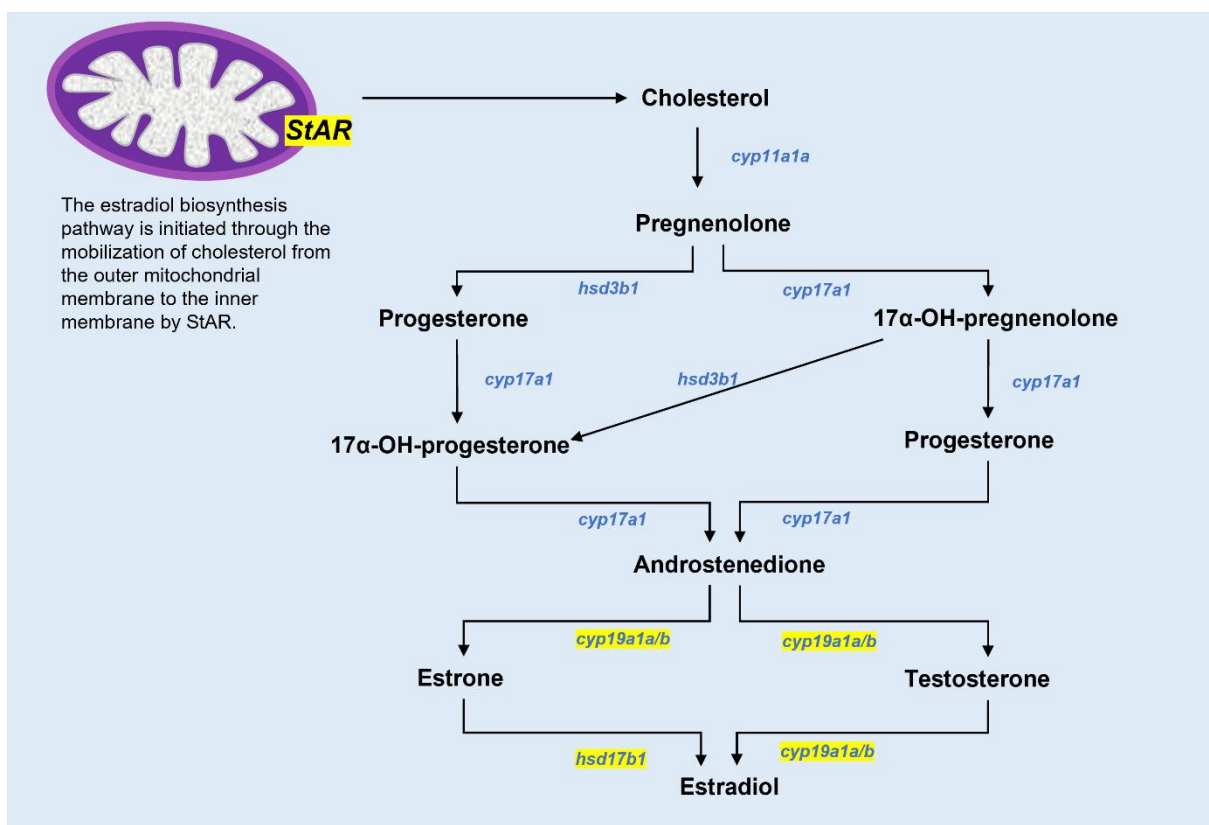 StAR
Cholesterol
The estradiol biosynthesis
pathway is initiated through the
mobilization of cholesterol from
the outer mitochondrial
membrane to the inner
membrane by StAR.
cyp11a1a
Pregnenolone
hsd3b1
cyp17a1
Progesterone
17α-OH-pregnenolone
cyp17a1
hsd3b1
cyp17a1
17α-OH-progesterone
Progesterone
cyp17a1
cyp17a1
Androstenedione
cyp19a1a/b
cyp19a1a/b
Estrone
Testosterone
hsd17b1
cyp19a1a/b
Estradiol